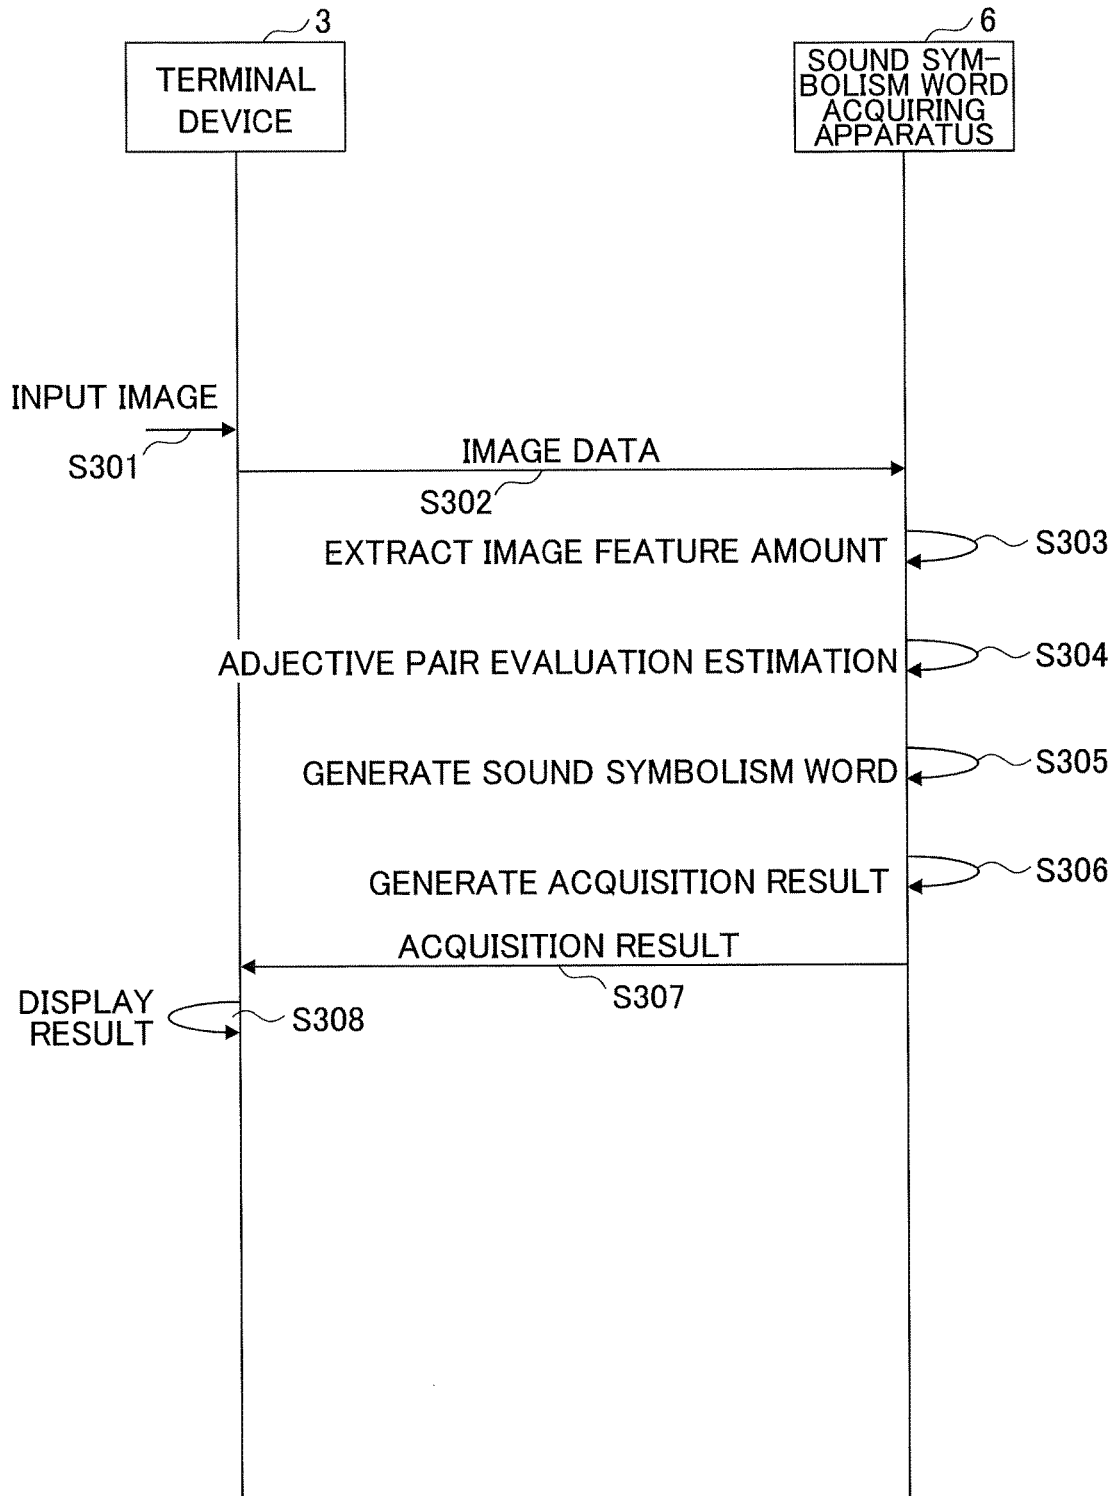 3
TERMINAL
DEVICE
6
SOUND SYM-
BOLISM WORD
ACQUIRING
APPARATUS
INPUT IMAGE
S301
IMAGE DATA
S302
EXTRACT IMAGE FEATURE AMOUNT
S303
ADJECTIVE PAIR EVALUATION ESTIMATION
S304
GENERATE SOUND SYMBOLISM WORD
S305
GENERATE ACQUISITION RESULT
S306
ACQUISITION RESULT
S307
DISPLAY
RESULT
S308